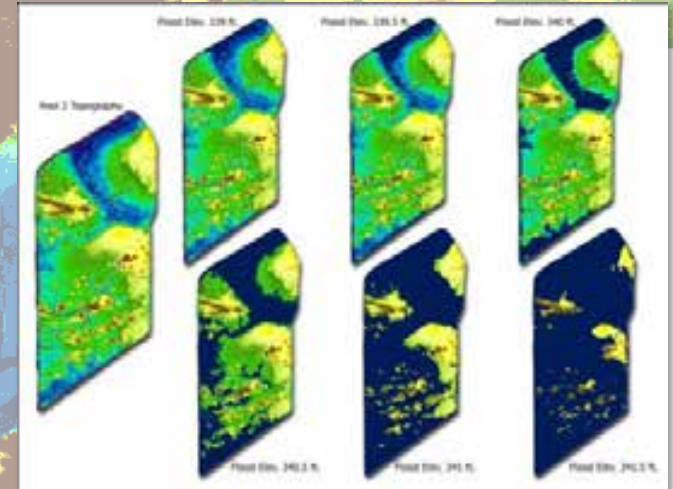 Flood Elev. 339 ft.
Flood Elev. 339.5 ft.
Flood Elev. 340 ft.
Area 2 Topography
Flood Elev. 340.5 ft.
Flood Elev. 341 ft.
Flood Elev. 341.5 ft.